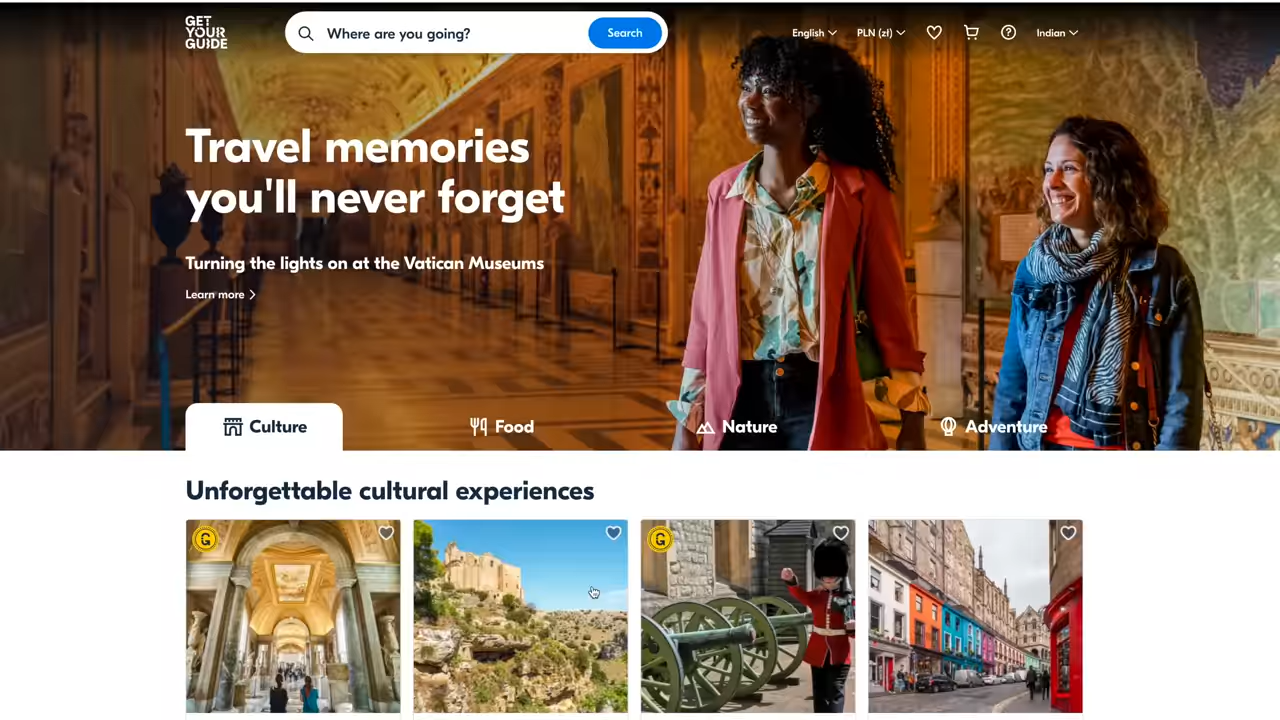 GET
YOUR
GUIDE
Where are you going?
Search
English
PLN (zł)
?
Indian
Travel memories
you'll never forget
Turning the lights on at the Vatican Museums
Learn more
Culture
Food
Nature
Adventure
Unforgettable cultural experiences
G
G